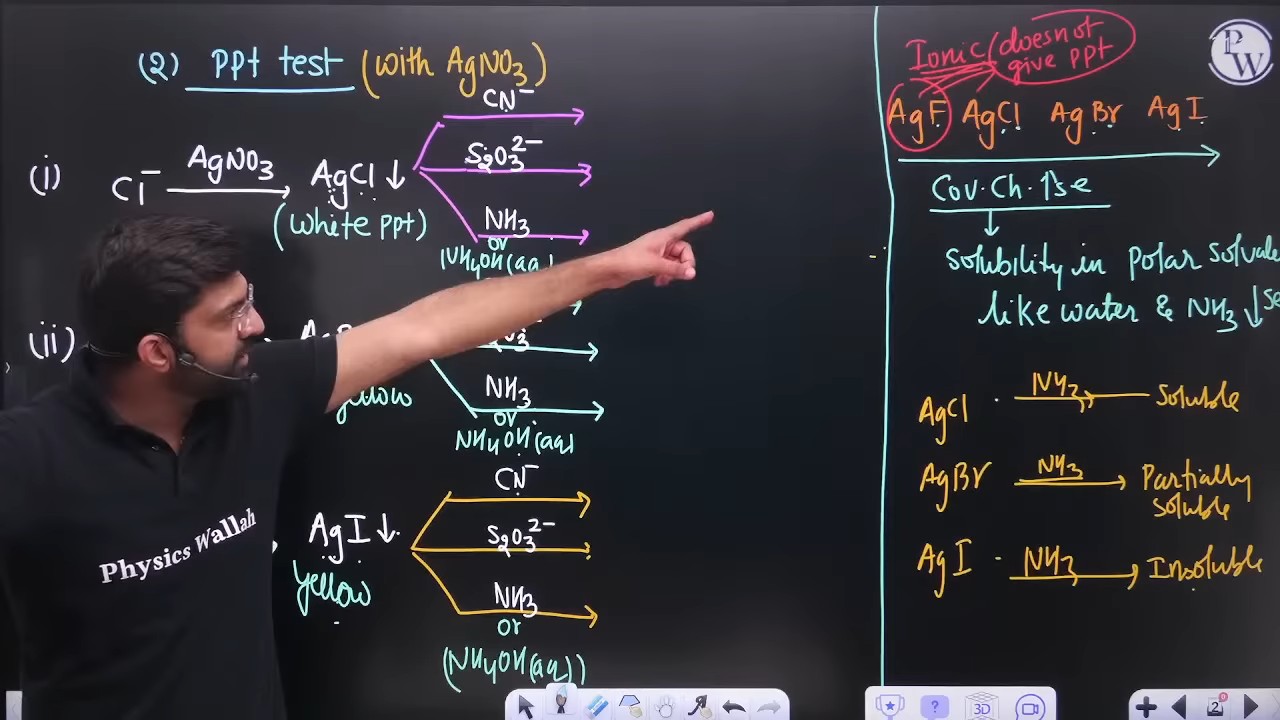 (2) PPt test (with AgNO3)
(i) Cl⁻ AgNO3 AgCl ↓
(White PPt)
CN⁻
S2O3²⁻
NH3
or
NH4OH(aq)
(ii)
yellow
NH3
or
NH4OH(aq)
AgI ↓
yellow
CN⁻
S2O3²⁻
NH3
or
(NH4OH(aq))
Ionic (doesnot
give PPt
AgF AgCl AgBr AgI
Cov. Ch. ↑se
↓
Solubility in Polar
like water & NH3 ↓
AgCl NH3 → Soluble
AgBr NH3 → Partially
Soluble
AgI NH3 → Insoluble
Physics Wallah
PW
3D
2